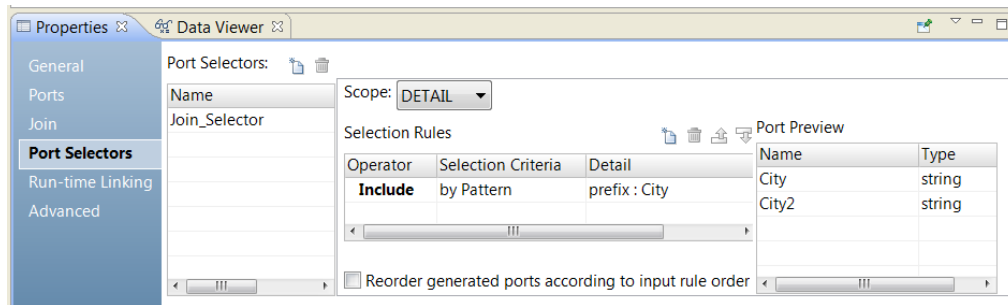 Properties Data Viewer
General
Ports
Join
Port Selectors
Run-time Linking
Advanced
Port Selectors:
Name
Join_Selector
Scope: DETAIL
Selection Rules
Operator Selection Criteria Detail
Include by Pattern prefix : City
Reorder generated ports according to input rule order
Port Preview
Name Type
City string
City2 string